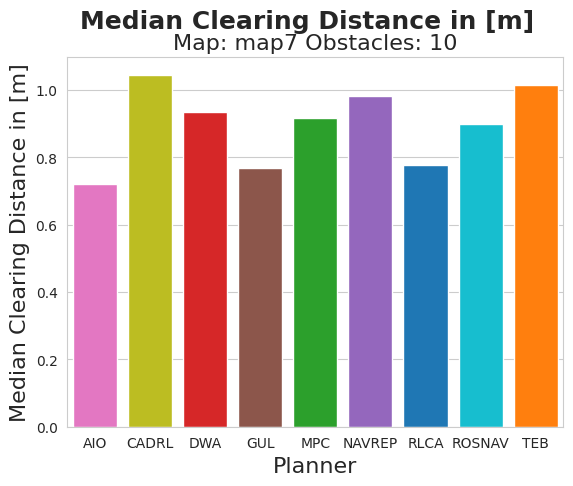 Median Clearing Distance in [m]
Map: map7 Obstacles: 10
Median Clearing Distance in [m]
1.0
0.8
0.6
0.4
0.2
0.0
AIO CADRL DWA GUL MPC NAVREP RLCA ROSNAV TEB
Planner